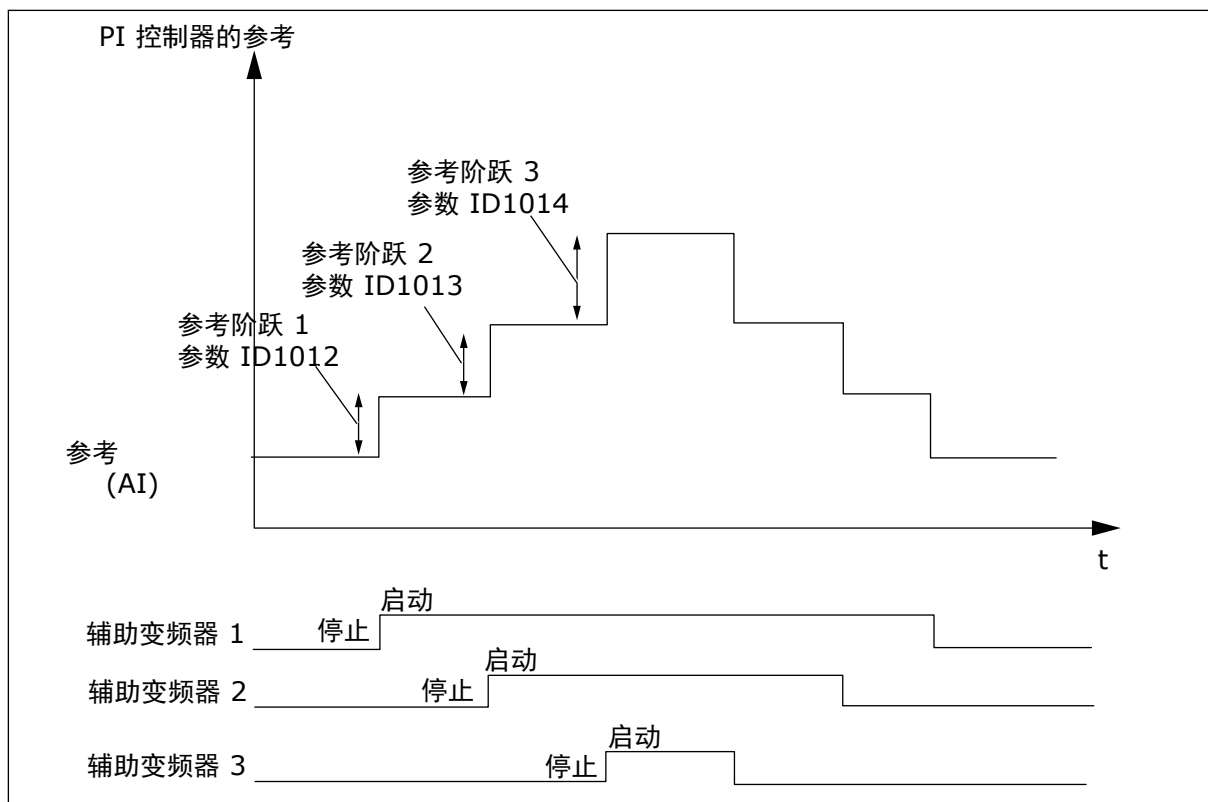 PI 控制器的参考
参考阶跃 3
参数 ID1014
参考阶跃 2
参数 ID1013
参考阶跃 1
参数 ID1012
参考
(AI)
t
启动
辅助变频器 1 停止
启动
辅助变频器 2 停止
启动
辅助变频器 3 停止